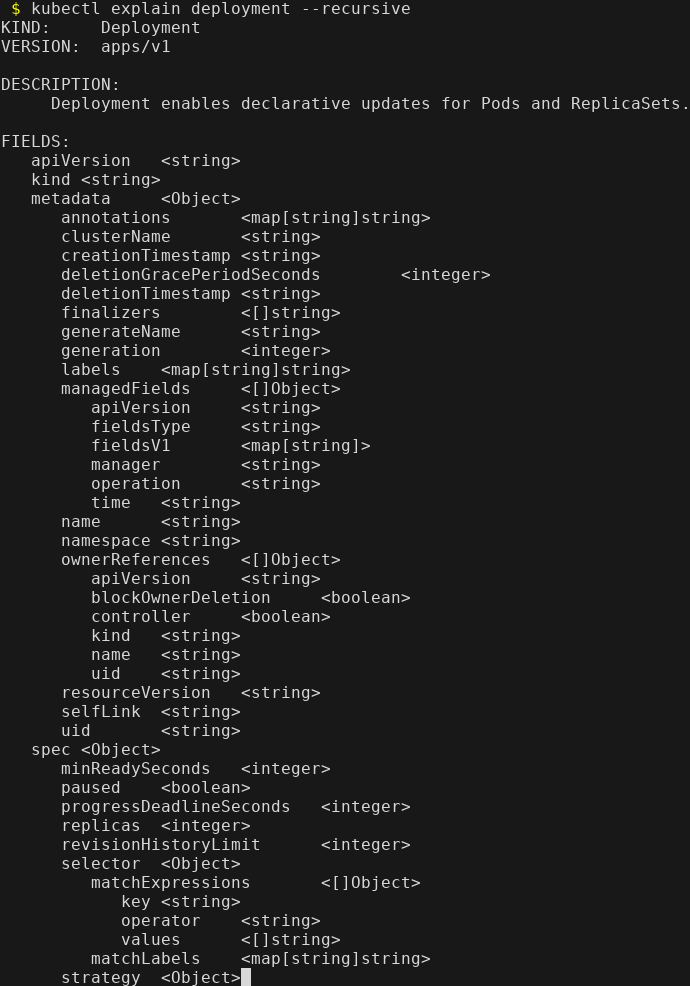 $ kubectl explain deployment --recursive
KIND:     Deployment
VERSION:  apps/v1

DESCRIPTION:
     Deployment enables declarative updates for Pods and ReplicaSets.

FIELDS:
   apiVersion   <string>
   kind <string>
   metadata     <Object>
      annotations       <map[string]string>
      clusterName       <string>
      creationTimestamp <string>
      deletionGracePeriodSeconds        <integer>
      deletionTimestamp <string>
      finalizers        <[]string>
      generateName      <string>
      generation        <integer>
      labels    <map[string]string>
      managedFields     <[]Object>
         apiVersion     <string>
         fieldsType     <string>
         fieldsV1       <map[string]>
         manager        <string>
         operation      <string>
         time   <string>
      name      <string>
      namespace <string>
      ownerReferences   <[]Object>
         apiVersion     <string>
         blockOwnerDeletion     <boolean>
         controller     <boolean>
         kind   <string>
         name   <string>
         uid    <string>
      resourceVersion   <string>
      selfLink  <string>
      uid       <string>
   spec <Object>
      minReadySeconds   <integer>
      paused    <boolean>
      progressDeadlineSeconds   <integer>
      replicas  <integer>
      revisionHistoryLimit      <integer>
      selector  <Object>
         matchExpressions       <[]Object>
            key <string>
            operator    <string>
            values      <[]string>
         matchLabels    <map[string]string>
      strategy  <Object>